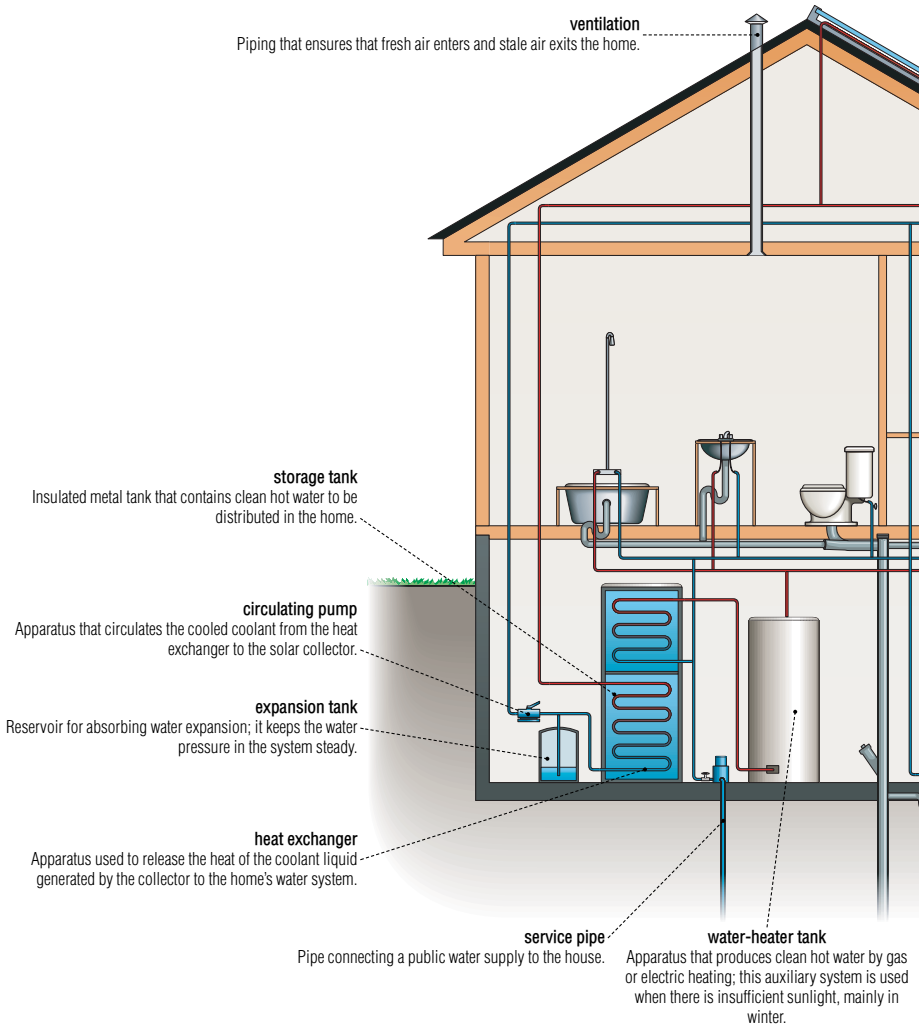 ventilation
Piping that ensures that fresh air enters and stale air exits the home.
storage tank
Insulated metal tank that contains clean hot water to be
distributed in the home.
circulating pump
Apparatus that circulates the cooled coolant from the heat
exchanger to the solar collector.
expansion tank
Reservoir for absorbing water expansion; it keeps the water
pressure in the system steady.
heat exchanger
Apparatus used to release the heat of the coolant liquid
generated by the collector to the home's water system.
service pipe
Pipe connecting a public water supply to the house.
water-heater tank
Apparatus that produces clean hot water by gas
or electric heating; this auxiliary system is used
when there is insufficient sunlight, mainly in
winter.